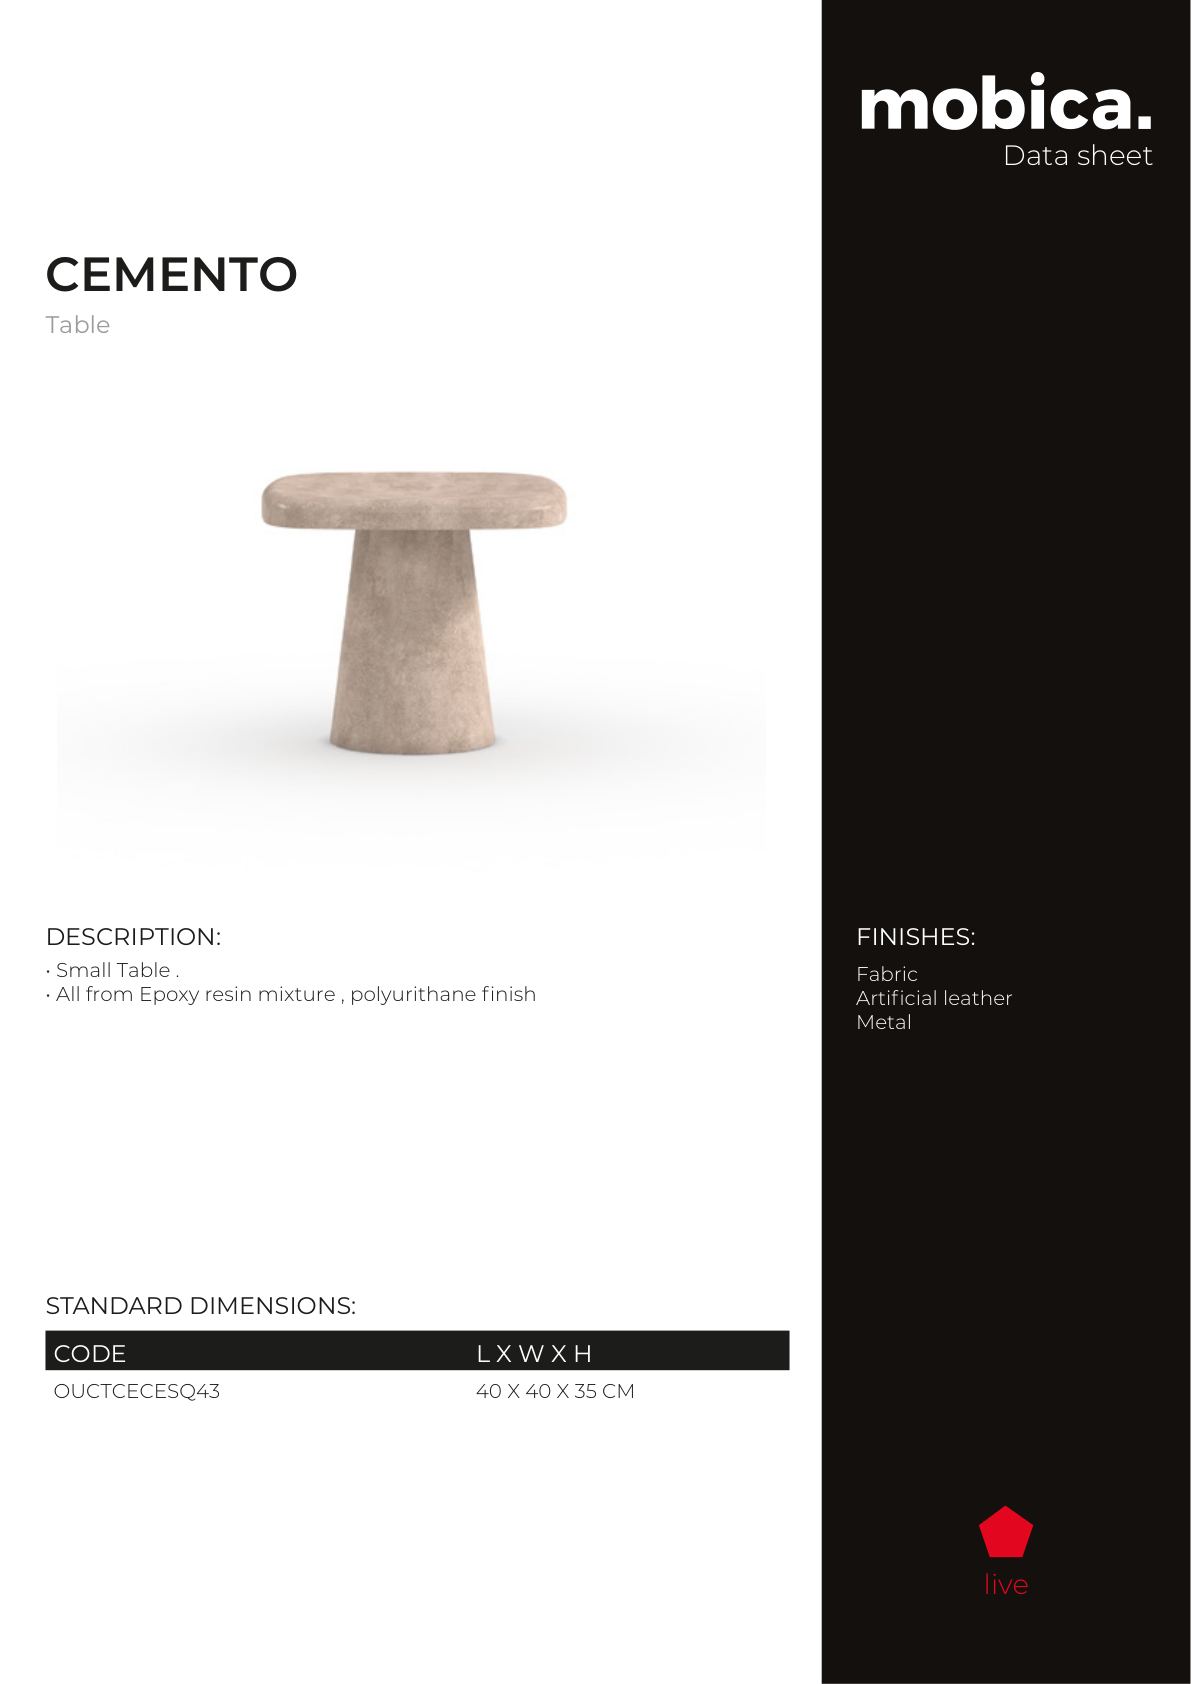 mobica.
Data sheet
CEMENTO
Table
DESCRIPTION:
• Small Table .
• All from Epoxy resin mixture , polyurithane finish
FINISHES:
Fabric
Artificial leather
Metal
STANDARD DIMENSIONS:
CODE L X W X H
OUCTCECESQ43 40 X 40 X 35 CM
live